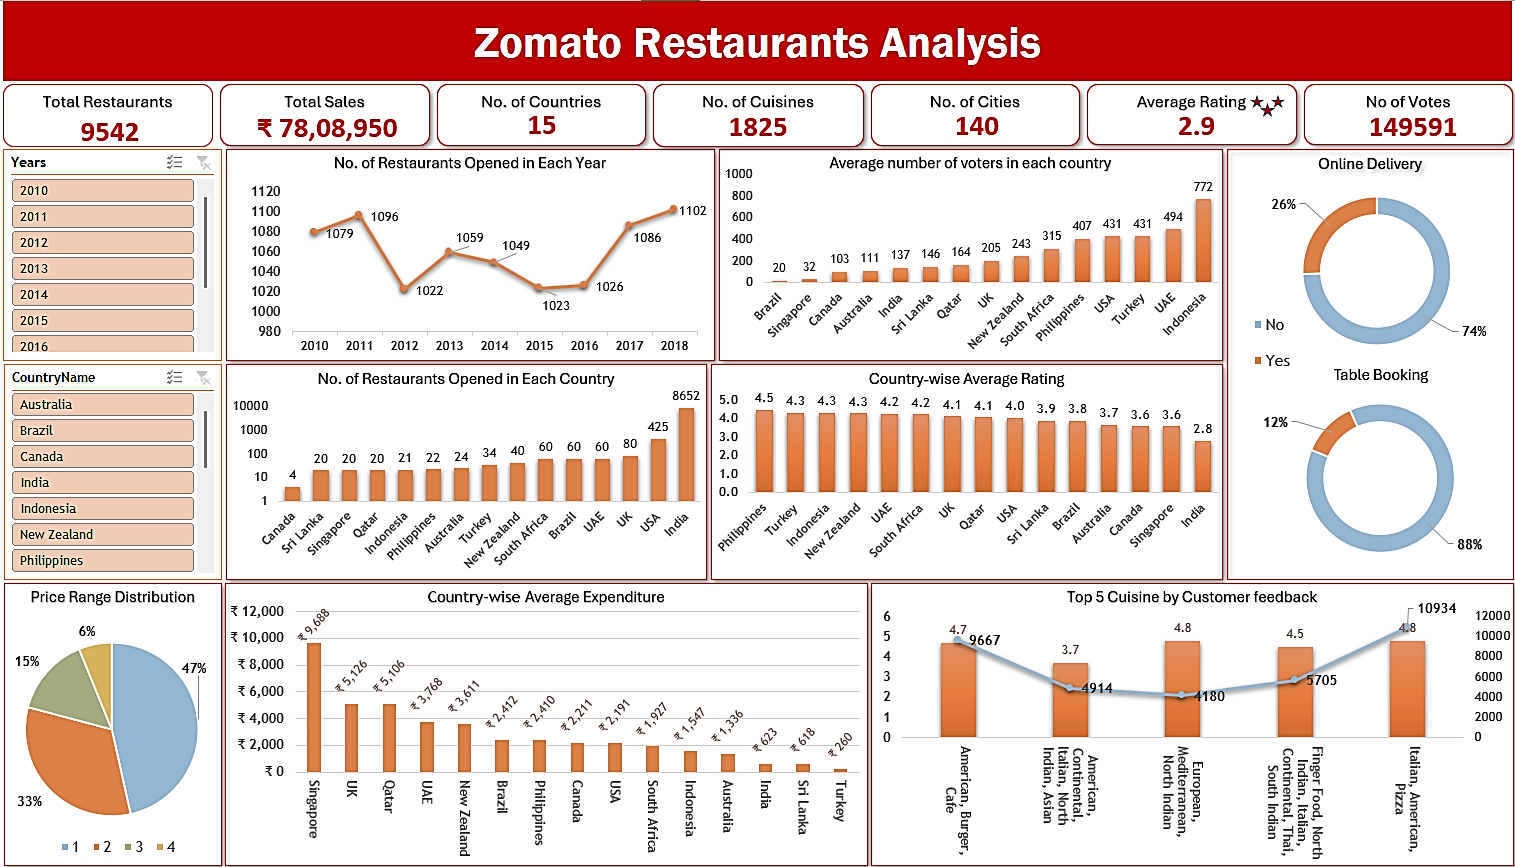 Zomato Restaurants Analysis
Total Restaurants
9542
Total Sales
₹ 78,08,950
No. of Countries
15
No. of Cuisines
1825
No. of Cities
140
Average Rating
2.9
No of Votes
149591
Years
2010
2011
2012
2013
2014
2015
2016
No. of Restaurants Opened in Each Year
1120
1100
1080
1060
1040
1020
1000
980
1079
1096
1022
1059
1049
1023
1026
1086
1102
2010 2011 2012 2013 2014 2015 2016 2017 2018
Average number of voters in each country
1000
800
600
400
200
0
20 32 103 111 137 146 164 205 243 315 407 431 431 494 772
Brazil
Singapore
Canada
Australia
India
Sri Lanka
Qatar
UK
New Zealand
South Africa
Philippines
USA
Turkey
UAE
Indonesia
Online Delivery
26%
74%
No
Yes
Table Booking
12%
88%
CountryName
Australia
Brazil
Canada
India
Indonesia
New Zealand
Philippines
No. of Restaurants Opened in Each Country
10000
1000
100
10
1
4 20 20 20 21 22 24 34 40 60 60 60 80 425 8652
Canada
Sri Lanka
Singapore
Qatar
Indonesia
Philippines
Australia
Turkey
New Zealand
South Africa
Brazil
UAE
UK
USA
India
Country-wise Average Rating
5.0
4.0
3.0
2.0
1.0
0.0
4.5 4.3 4.3 4.3 4.2 4.2 4.1 4.1 4.0 3.9 3.8 3.7 3.6 3.6 2.8
Philippines
Turkey
Indonesia
New Zealand
UAE
South Africa
UK
Qatar
USA
Sri Lanka
Brazil
Australia
Canada
Singapore
India
Price Range Distribution
6%
15%
47%
33%
1 2 3 4
Country-wise Average Expenditure
₹ 12,000
₹ 10,000
₹ 8,000
₹ 6,000
₹ 4,000
₹ 2,000
₹ 0
₹ 9,688
₹ 5,126
₹ 5,106
₹ 3,768
₹ 3,611
₹ 2,412
₹ 2,410
₹ 2,211
₹ 2,191
₹ 1,927
₹ 1,547
₹ 1,336
₹ 623
₹ 618
₹ 260
Singapore
UK
Qatar
UAE
New Zealand
Brazil
Philippines
Canada
USA
South Africa
Indonesia
Australia
India
Sri Lanka
Turkey
Top 5 Cuisine by Customer feedback
6
5
4
3
2
1
0
4.7
3.7
4.8
4.5
4.8
9667
4914
4180
5705
10934
12000
10000
8000
6000
4000
2000
0
American, Burger,
Cafe
American,
Continental,
Italian, North
Indian, Asian
European,
Mediterranean,
North Indian
Finger Food, North
Indian, Italian,
Continental, Thai,
South Indian
Italian, American,
Pizza